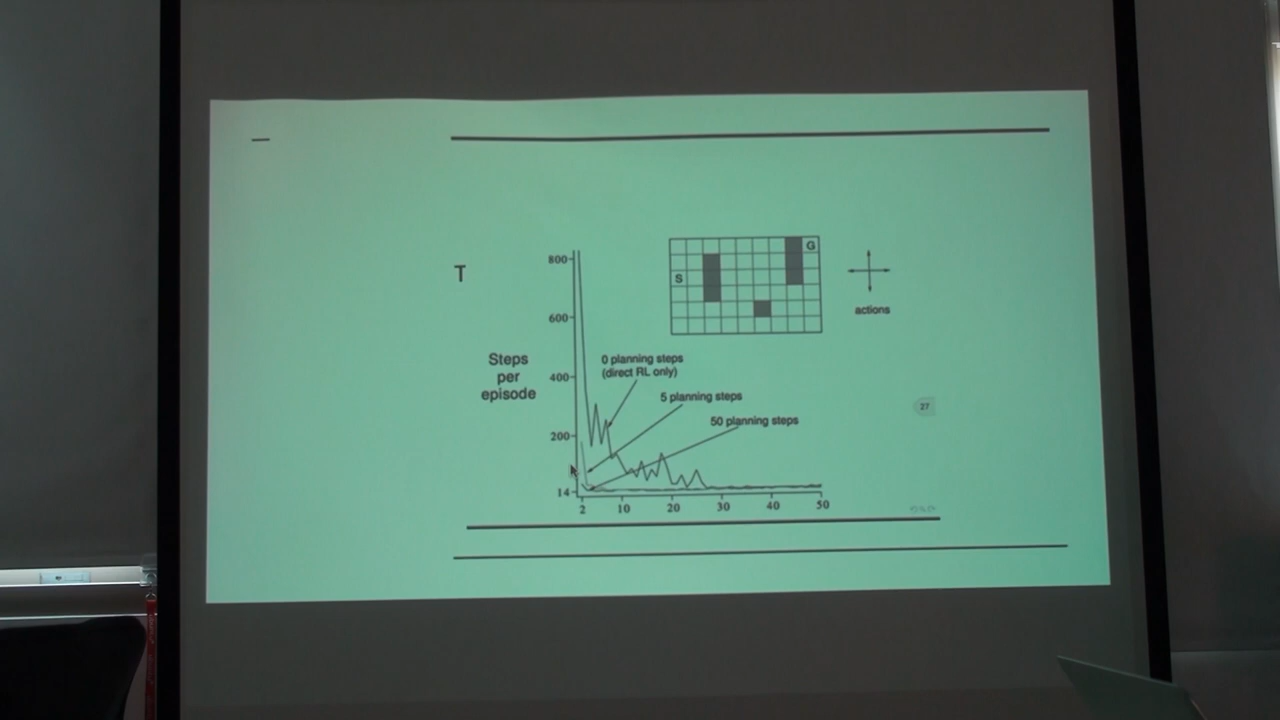 T
G
S
actions
800
600
400
200
14
Steps
per
episode
0 planning steps
(direct RL only)
5 planning steps
50 planning steps
2 10 20 30 40 50
27